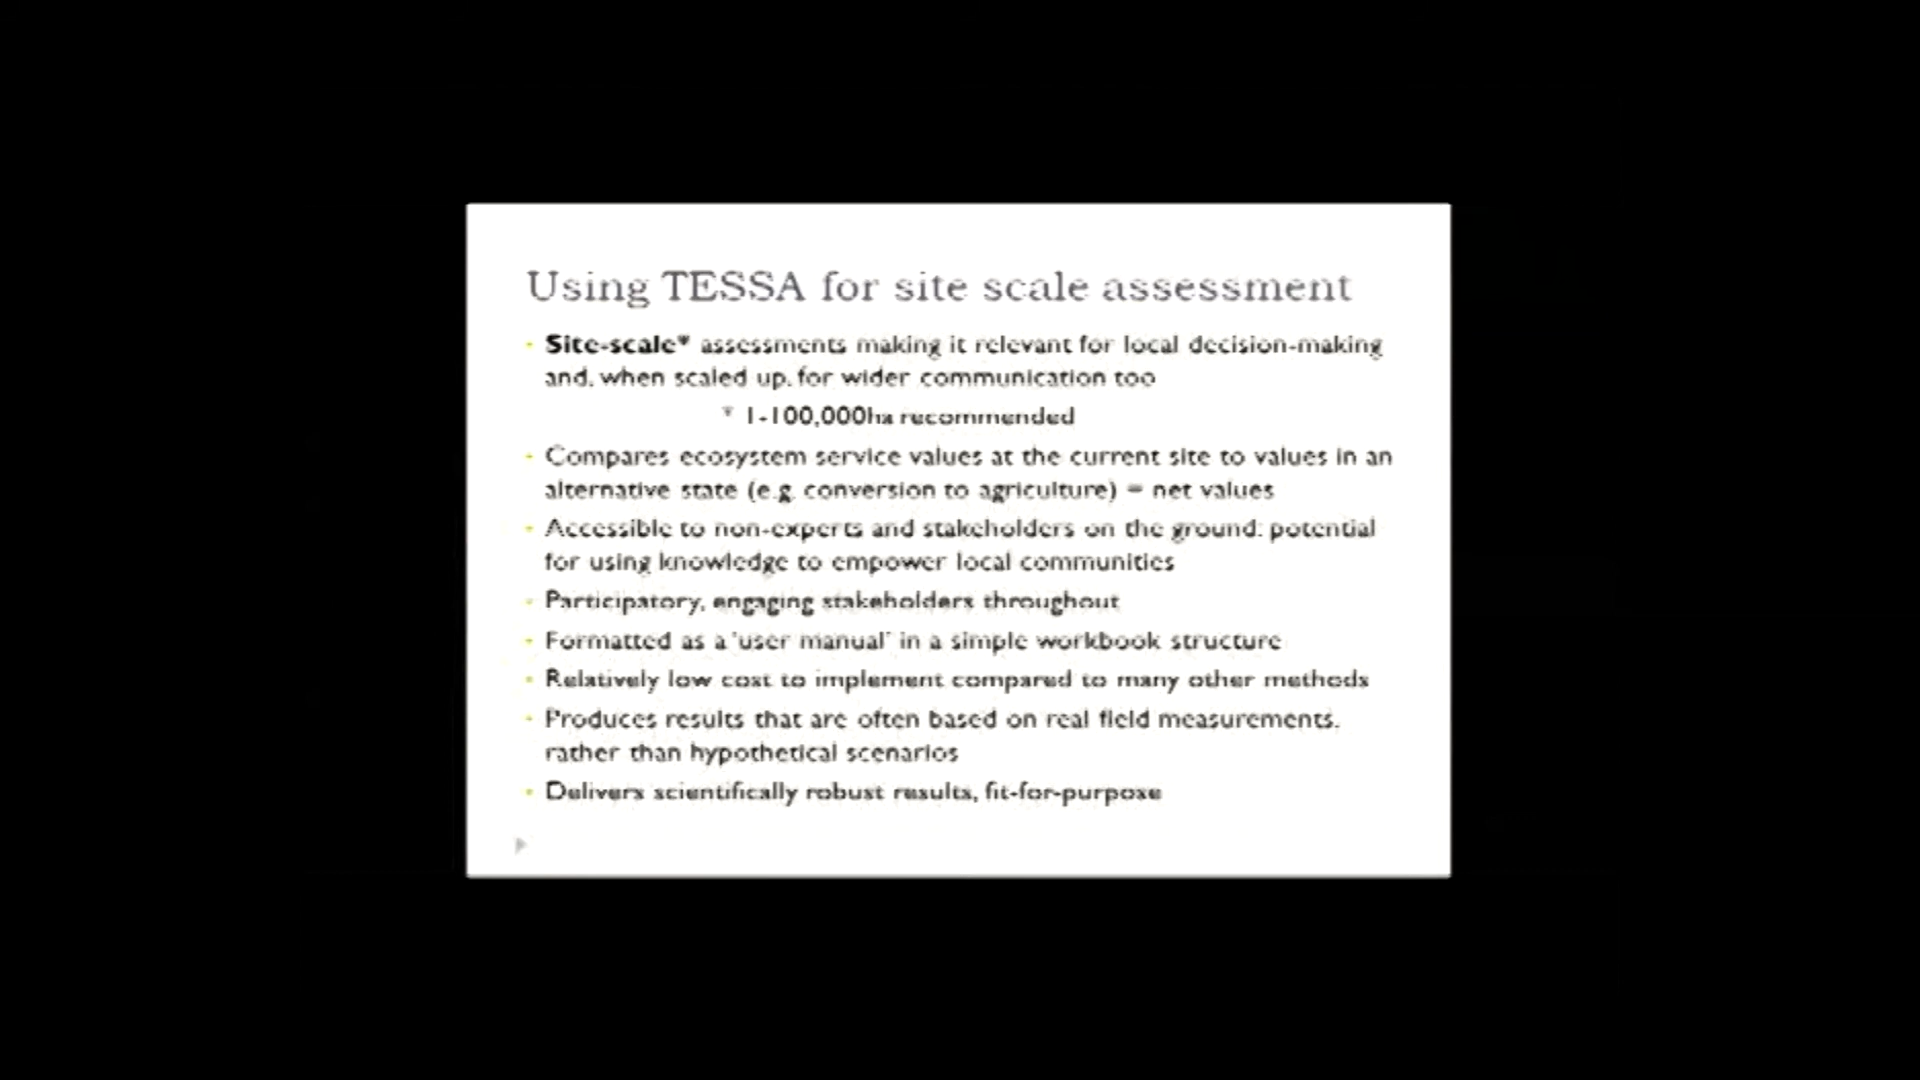 Using TESSA for site scale assessment
Site-scale* assessments making it relevant for local decision-making
and, when scaled up, for wider communication too
* 1-100,000ha recommended
Compares ecosystem service values at the current site to values in an
alternative state (e.g. conversion to agriculture) = net values
Accessible to non-experts and stakeholders on the ground: potential
for using knowledge to empower local communities
Participatory, engaging stakeholders throughout
Formatted as a 'user manual' in a simple workbook structure
Relatively low cost to implement compared to many other methods
Produces results that are often based on real field measurements,
rather than hypothetical scenarios
Delivers scientifically robust results, fit-for-purpose